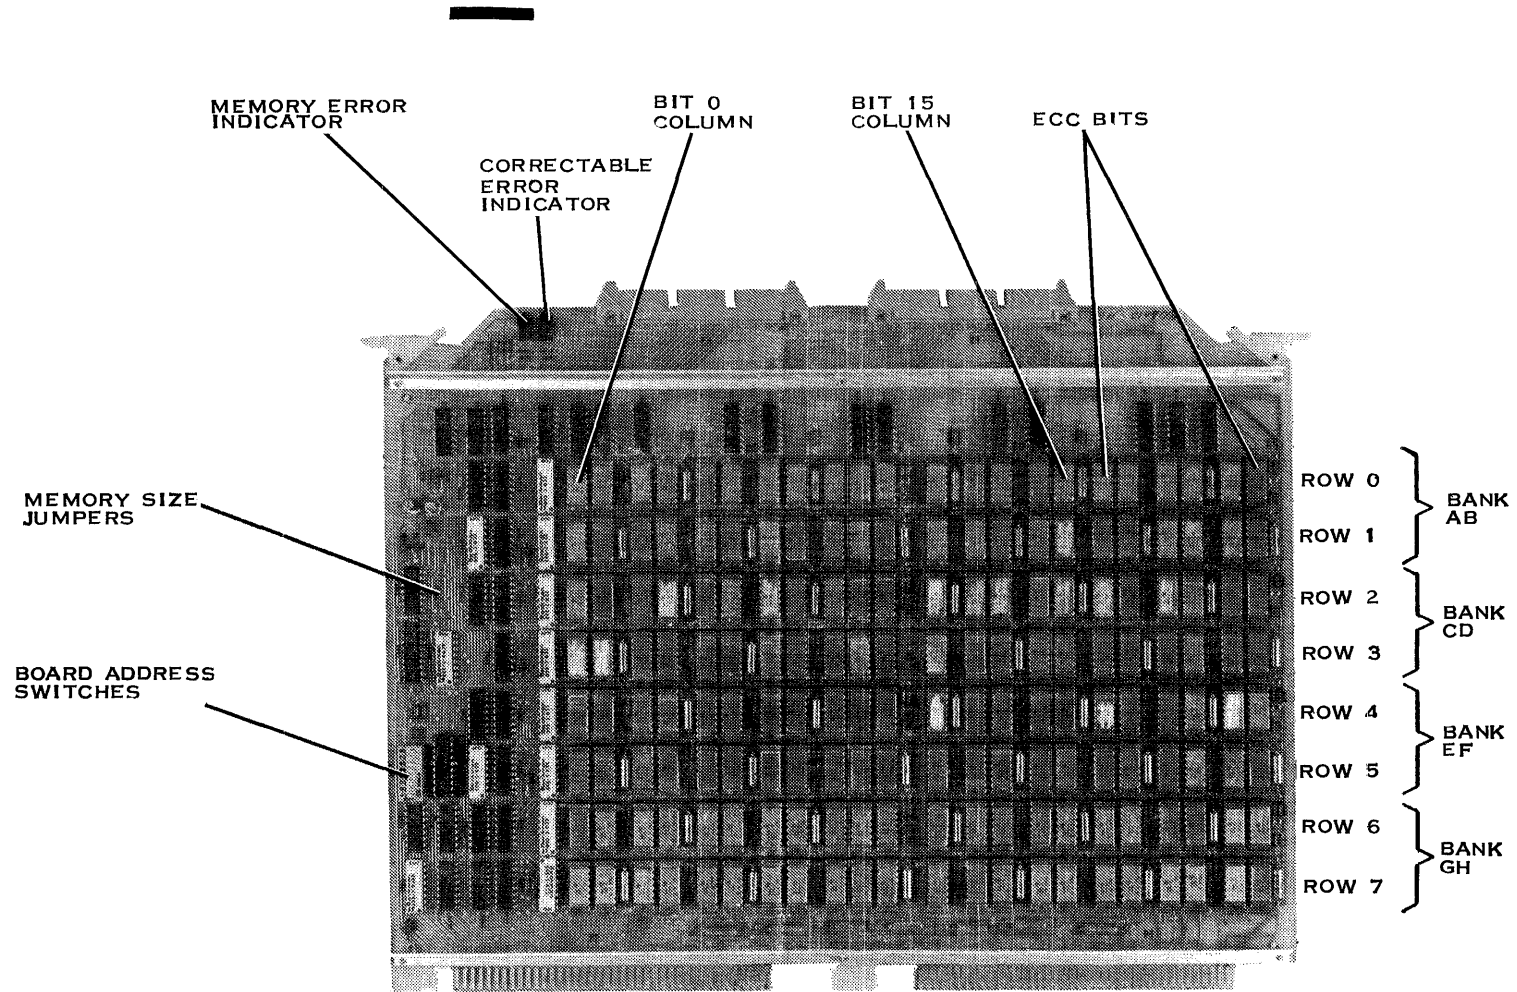 MEMORY ERROR
INDICATOR
BIT 0
COLUMN
BIT 15
COLUMN
ECC BITS
CORRECTABLE
ERROR
INDICATOR
MEMORY SIZE
JUMPERS
BOARD ADDRESS
SWITCHES
ROW 0
ROW 1
BANK
AB
ROW 2
ROW 3
BANK
CD
ROW 4
ROW 5
BANK
EF
ROW 6
ROW 7
BANK
GH